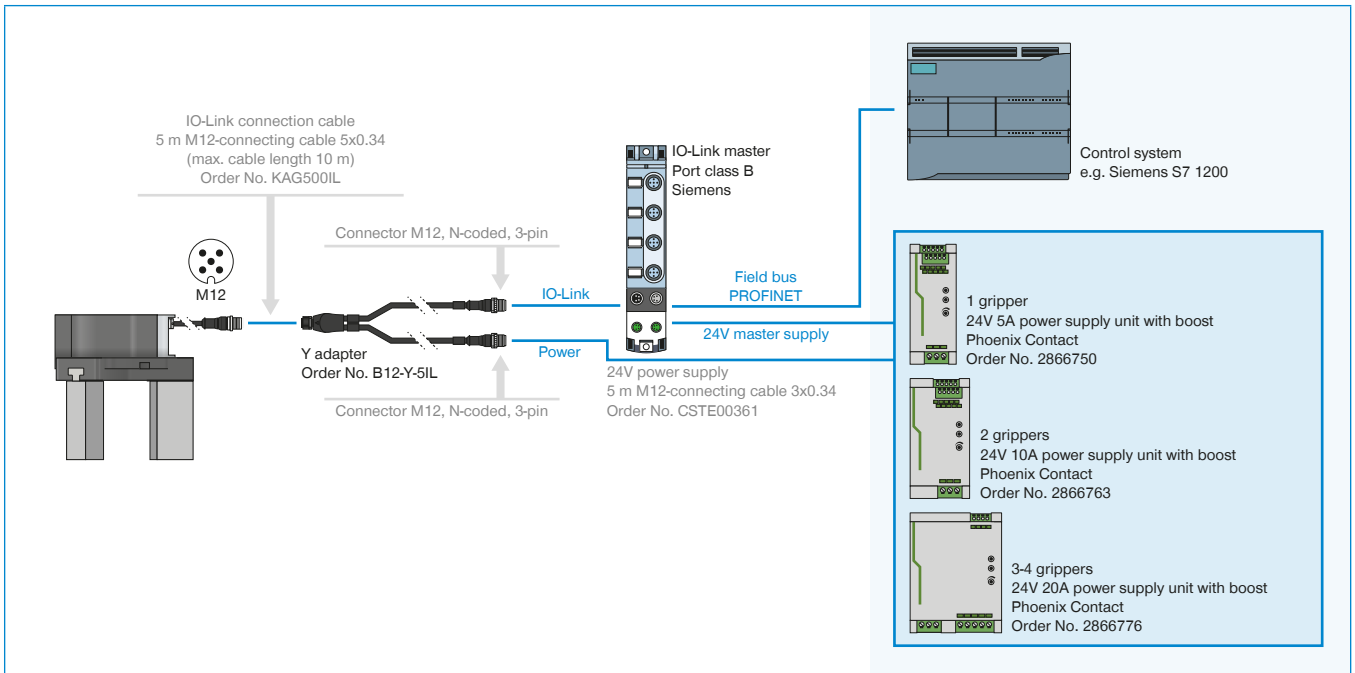 IO-Link connection cable
5 m M12-connecting cable 5x0.34
(max. cable length 10 m)
Order No. KAG500IL
M12
Connector M12, N-coded, 3-pin
Y adapter
Order No. B12-Y-5IL
Connector M12, N-coded, 3-pin
IO-Link
Power
IO-Link master
Port class B
Siemens
Field bus
PROFINET
24V master supply
24V power supply
5 m M12-connecting cable 3x0.34
Order No. CSTE00361
Control system
e.g. Siemens S7 1200
1 gripper
24V 5A power supply unit with boost
Phoenix Contact
Order No. 2866750
2 grippers
24V 10A power supply unit with boost
Phoenix Contact
Order No. 2866763
3-4 grippers
24V 20A power supply unit with boost
Phoenix Contact
Order No. 2866776